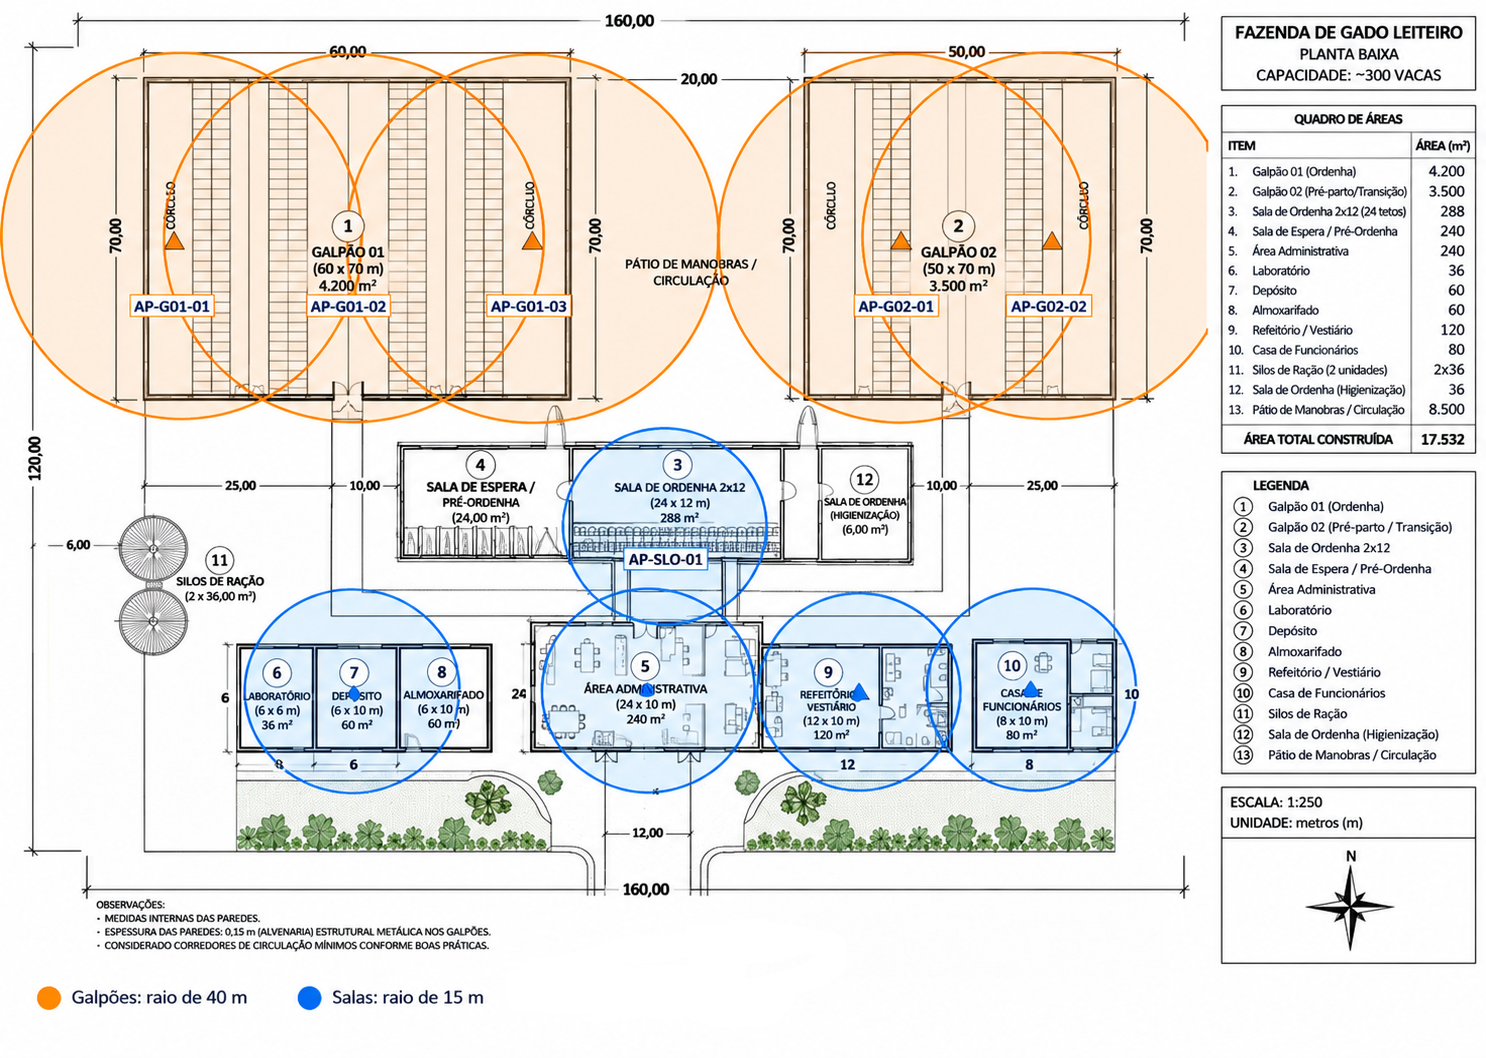 160,00
60,00
50,00
20,00
70,00
70,00
70,00
70,00
CÓRCLUO
CÓRCLUO
CÓRCLUO
CÓRCLUO
1
GALPÃO 01
(60 x 70 m)
4.200 m²
AP-G01-01
AP-G01-02
AP-G01-03
PÁTIO DE MANOBRAS /
CIRCULAÇÃO
2
GALPÃO 02
(50 x 70 m)
3.500 m²
AP-G02-01
AP-G02-02
120,00
25,00
10,00
4
SALA DE ESPERA /
PRÉ-ORDENHA
(24,00 m²)
3
SALA DE ORDENHA 2x12
(24 x 12 m)
288 m²
AP-SLO-01
12
SALA DE ORDENHA
(HIGIENIZAÇÃO)
(6,00 m²)
10,00
25,00
6,00
11
SILOS DE RAÇÃO
(2 x 36,00 m²)
6
6
LABORATÓRIO
(6 x 6 m)
36 m²
7
DEPÓSITO
(6 x 10 m)
60 m²
8
ALMOXARIFADO
(6 x 10 m)
60 m²
24
5
ÁREA ADMINISTRATIVA
(24 x 10 m)
240 m²
9
REFEITÓRIO
VESTIÁRIO
(12 x 10 m)
120 m²
10
CASA DE
FUNCIONÁRIOS
(8 x 10 m)
80 m²
10
8
6
12
8
12,00
160,00
OBSERVAÇÕES:
• MEDIDAS INTERNAS DAS PAREDES.
• ESPESSURA DAS PAREDES: 0,15 m (ALVENARIA) ESTRUTURAL METÁLICA NOS GALPÕES.
• CONSIDERADO CORREDORES DE CIRCULAÇÃO MÍNIMOS CONFORME BOAS PRÁTICAS.
Galpões: raio de 40 m
Salas: raio de 15 m
FAZENDA DE GADO LEITEIRO
PLANTA BAIXA
CAPACIDADE: ~300 VACAS
QUADRO DE ÁREAS
ITEM ÁREA (m²)
1. Galpão 01 (Ordenha) 4.200
2. Galpão 02 (Pré-parto/Transição) 3.500
3. Sala de Ordenha 2x12 (24 tetos) 288
4. Sala de Espera / Pré-Ordenha 240
5. Área Administrativa 240
6. Laboratório 36
7. Depósito 60
8. Almoxarifado 60
9. Refeitório / Vestiário 120
10. Casa de Funcionários 80
11. Silos de Ração (2 unidades) 2x36
12. Sala de Ordenha (Higienização) 36
13. Pátio de Manobras / Circulação 8.500
ÁREA TOTAL CONSTRUÍDA 17.532
LEGENDA
1 Galpão 01 (Ordenha)
2 Galpão 02 (Pré-parto / Transição)
3 Sala de Ordenha 2x12
4 Sala de Espera / Pré-Ordenha
5 Área Administrativa
6 Laboratório
7 Depósito
8 Almoxarifado
9 Refeitório / Vestiário
10 Casa de Funcionários
11 Silos de Ração
12 Sala de Ordenha (Higienização)
13 Pátio de Manobras / Circulação
ESCALA: 1:250
UNIDADE: metros (m)
N